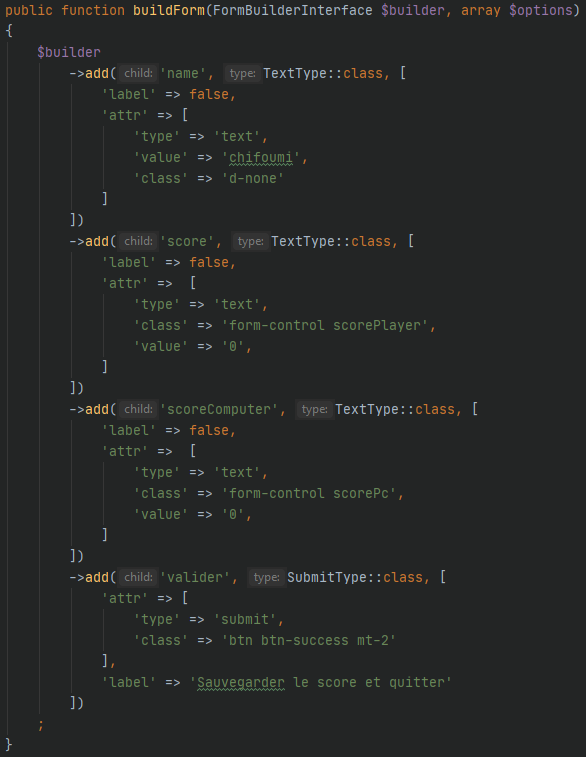 public function buildForm(FormBuilderInterface $builder, array $options)
{
    $builder
        ->add( child: 'name', type: TextType::class, [
            'label' => false,
            'attr' => [
                'type' => 'text',
                'value' => 'chifoumi',
                'class' => 'd-none'
            ]
        ])
        ->add( child: 'score', type: TextType::class, [
            'label' => false,
            'attr' =>  [
                'type' => 'text',
                'class' => 'form-control scorePlayer',
                'value' => '0',
            ]
        ])
        ->add( child: 'scoreComputer', type: TextType::class, [
            'label' => false,
            'attr' =>  [
                'type' => 'text',
                'class' => 'form-control scorePc',
                'value' => '0',
            ]
        ])
        ->add( child: 'valider', type: SubmitType::class, [
            'attr' => [
                'type' => 'submit',
                'class' => 'btn btn-success mt-2'
            ],
            'label' => 'Sauvegarder le score et quitter'
        ])
    ;
}